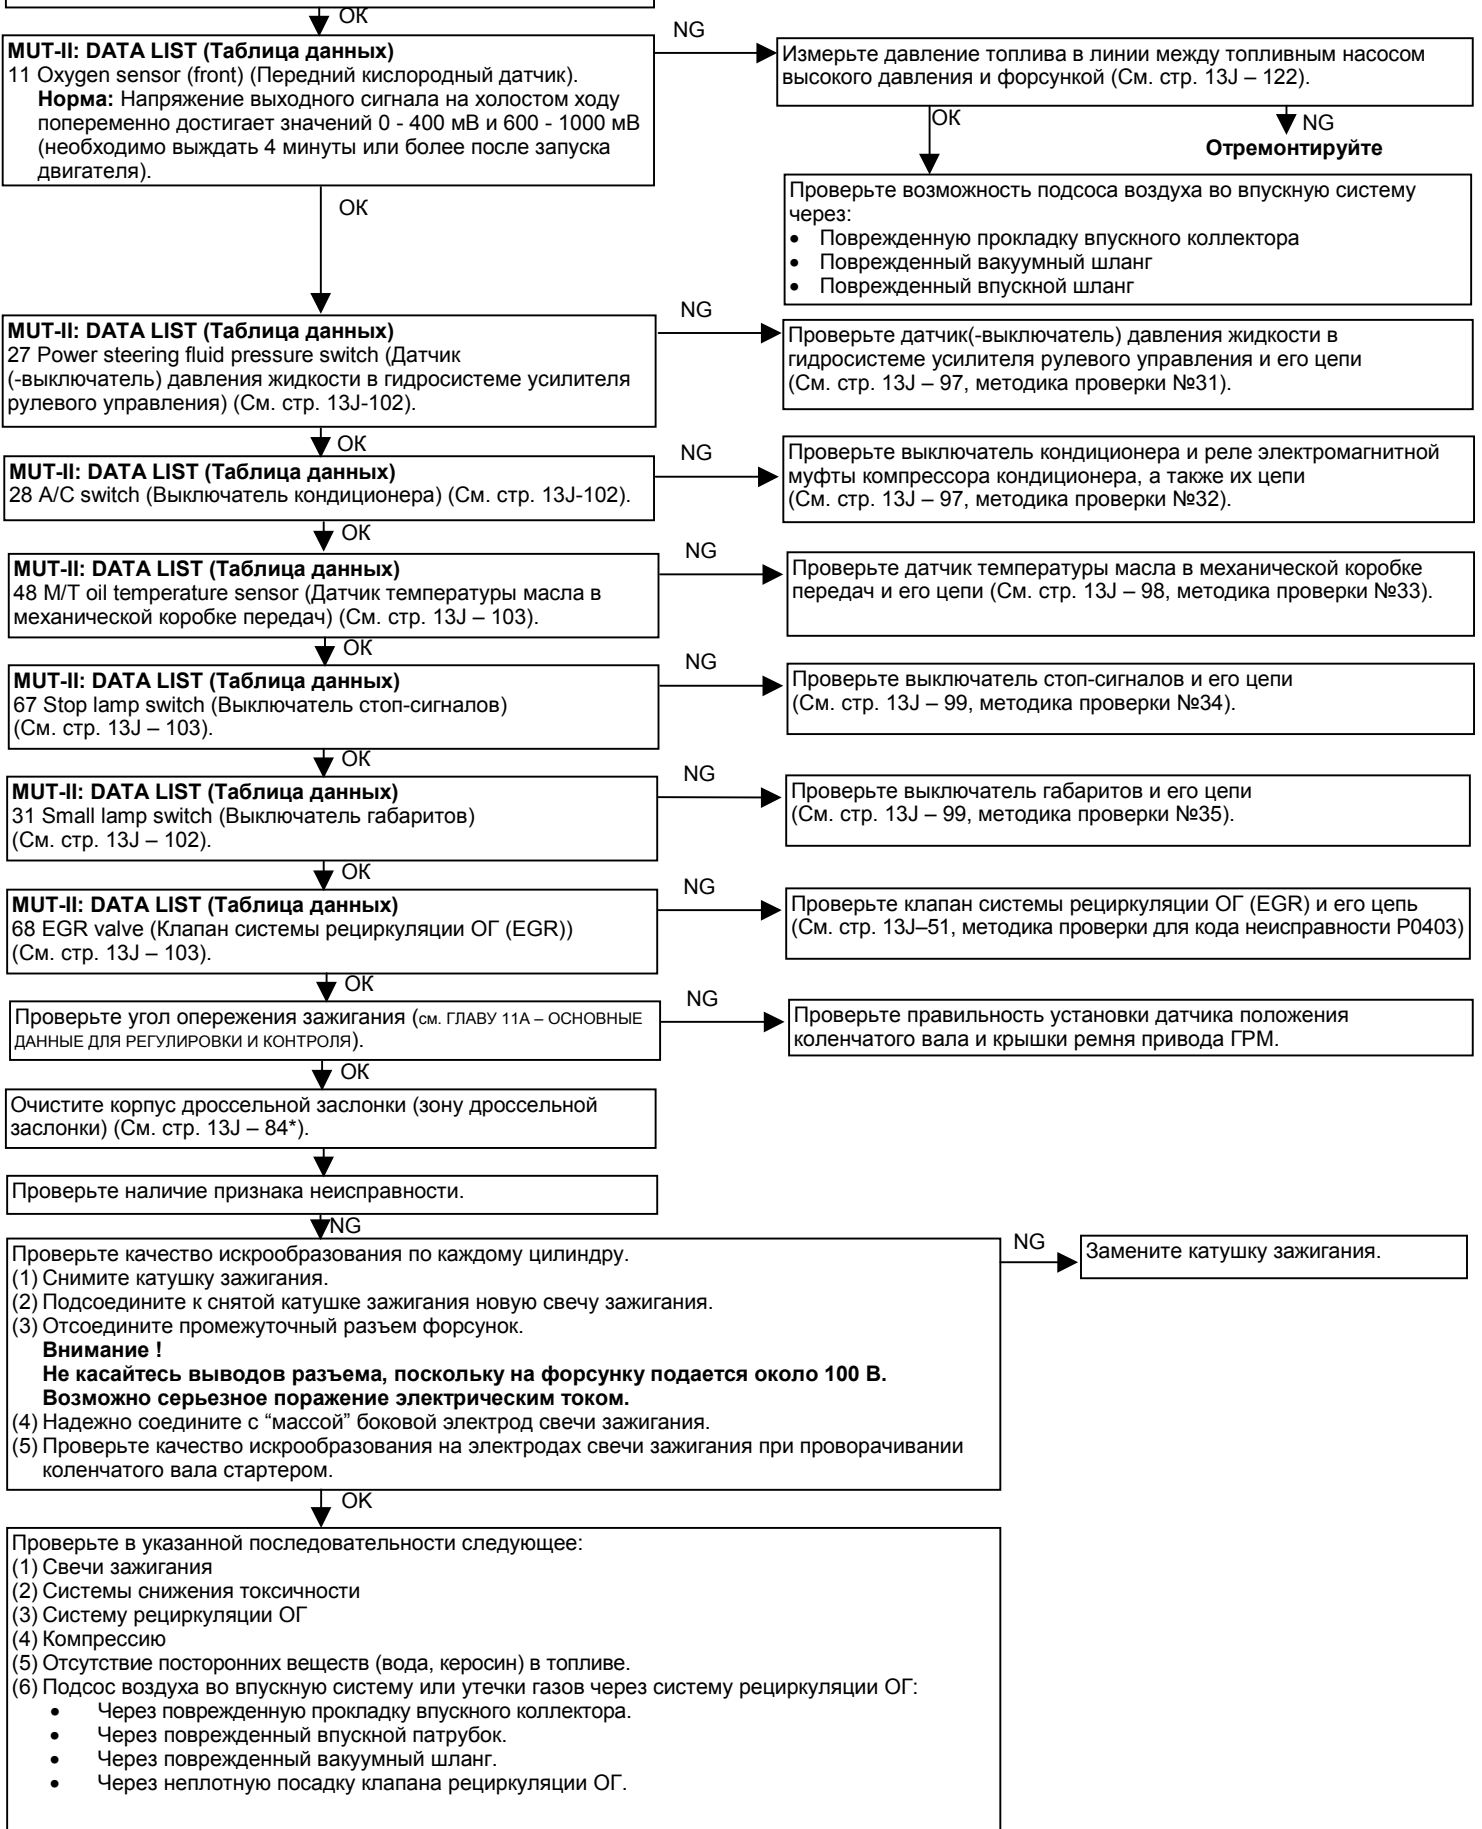 OK
MUT-II: DATA LIST (Таблица данных)
11 Oxygen sensor (front) (Передний кислородный датчик).
Норма: Напряжение выходного сигнала на холостом ходу
попеременно достигает значений 0 - 400 мВ и 600 - 1000 мВ
(необходимо выждать 4 минуты или более после запуска
двигателя).
NG
Измерьте давление топлива в линии между топливным насосом
высокого давления и форсункой (См. стр. 13J – 122).
OK
NG
Отремонтируйте
Проверьте возможность подсоса воздуха во впускную систему
через:
• Поврежденную прокладку впускного коллектора
• Поврежденный вакуумный шланг
• Поврежденный впускной шланг
OK
MUT-II: DATA LIST (Таблица данных)
27 Power steering fluid pressure switch (Датчик
(-выключатель) давления жидкости в гидросистеме усилителя
рулевого управления) (См. стр. 13J-102).
NG
Проверьте датчик(-выключатель) давления жидкости в
гидросистеме усилителя рулевого управления и его цепи
(См. стр. 13J – 97, методика проверки №31).
OK
MUT-II: DATA LIST (Таблица данных)
28 A/C switch (Выключатель кондиционера) (См. стр. 13J-102).
NG
Проверьте выключатель кондиционера и реле электромагнитной
муфты компрессора кондиционера, а также их цепи
(См. стр. 13J – 97, методика проверки №32).
OK
MUT-II: DATA LIST (Таблица данных)
48 M/T oil temperature sensor (Датчик температуры масла в
механической коробке передач) (См. стр. 13J – 103).
NG
Проверьте датчик температуры масла в механической коробке
передач и его цепи (См. стр. 13J – 98, методика проверки №33).
OK
MUT-II: DATA LIST (Таблица данных)
67 Stop lamp switch (Выключатель стоп-сигналов)
(См. стр. 13J – 103).
NG
Проверьте выключатель стоп-сигналов и его цепи
(См. стр. 13J – 99, методика проверки №34).
OK
MUT-II: DATA LIST (Таблица данных)
31 Small lamp switch (Выключатель габаритов)
(См. стр. 13J – 102).
NG
Проверьте выключатель габаритов и его цепи
(См. стр. 13J – 99, методика проверки №35).
OK
MUT-II: DATA LIST (Таблица данных)
68 EGR valve (Клапан системы рециркуляции ОГ (EGR))
(См. стр. 13J – 103).
NG
Проверьте клапан системы рециркуляции ОГ (EGR) и его цепь
(См. стр. 13J–51, методика проверки для кода неисправности P0403)
OK
Проверьте угол опережения зажигания (см. ГЛАВУ 11А – ОСНОВНЫЕ
ДАННЫЕ ДЛЯ РЕГУЛИРОВКИ И КОНТРОЛЯ).
NG
Проверьте правильность установки датчика положения
коленчатого вала и крышки ремня привода ГРМ.
OK
Очистите корпус дроссельной заслонки (зону дроссельной
заслонки) (См. стр. 13J – 84*).
Проверьте наличие признака неисправности.
NG
Проверьте качество искрообразования по каждому цилиндру.
(1) Снимите катушку зажигания.
(2) Подсоедините к снятой катушке зажигания новую свечу зажигания.
(3) Отсоедините промежуточный разъем форсунок.
Внимание !
Не касайтесь выводов разъема, поскольку на форсунку подается около 100 В.
Возможно серьезное поражение электрическим током.
(4) Надежно соедините с “массой” боковой электрод свечи зажигания.
(5) Проверьте качество искрообразования на электродах свечи зажигания при проворачивании
коленчатого вала стартером.
NG
Замените катушку зажигания.
OK
Проверьте в указанной последовательности следующее:
(1) Свечи зажигания
(2) Системы снижения токсичности
(3) Систему рециркуляции ОГ
(4) Компрессию
(5) Отсутствие посторонних веществ (вода, керосин) в топливе.
(6) Подсос воздуха во впускную систему или утечки газов через систему рециркуляции ОГ:
• Через поврежденную прокладку впускного коллектора.
• Через поврежденный впускной патрубок.
• Через поврежденный вакуумный шланг.
• Через неплотную посадку клапана рециркуляции ОГ.